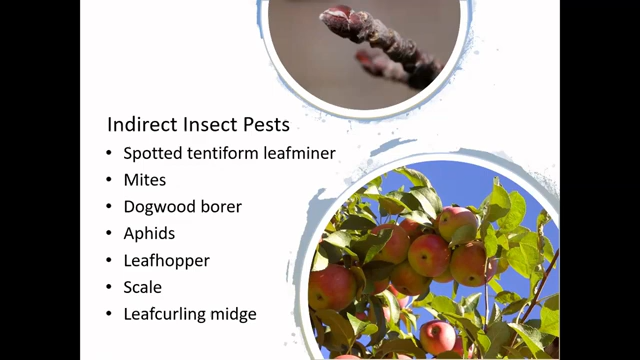 Indirect Insect Pests
• Spotted tentiform leafminer
• Mites
• Dogwood borer
• Aphids
• Leafhopper
• Scale
• Leafcurling midge